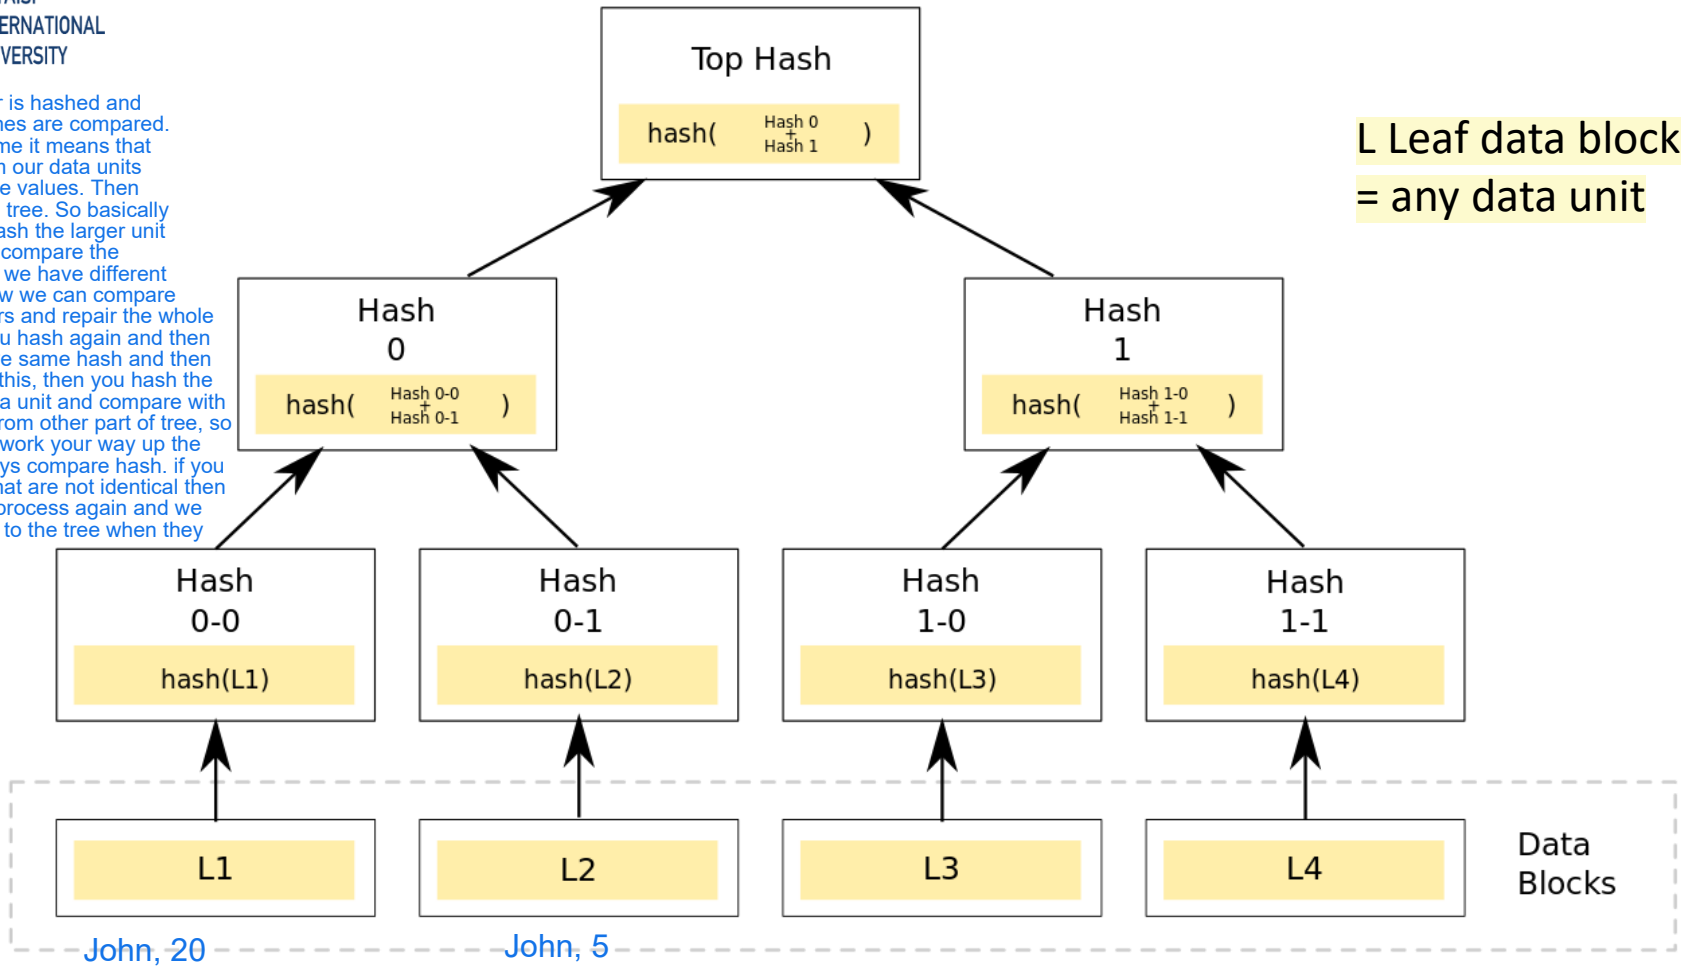 ERNATIONAL
VERSITY
r is hashed and
nes are compared.
me it means that
n our data units
e values. Then
tree. So basically
ash the larger unit
compare the
we have different
w we can compare
rs and repair the whole
u hash again and then
e same hash and then
this, then you hash the
a unit and compare with
rom other part of tree, so
work your way up the
ys compare hash. if you
hat are not identical then
process again and we
to the tree when they
Top Hash
hash( Hash 0 + Hash 1 )
L Leaf data block
= any data unit
Hash
0
hash( Hash 0-0 + Hash 0-1 )
Hash
1
hash( Hash 1-0 + Hash 1-1 )
Hash
0-0
hash(L1)
Hash
0-1
hash(L2)
Hash
1-0
hash(L3)
Hash
1-1
hash(L4)
L1
L2
L3
L4
Data
Blocks
John, 20
John, 5